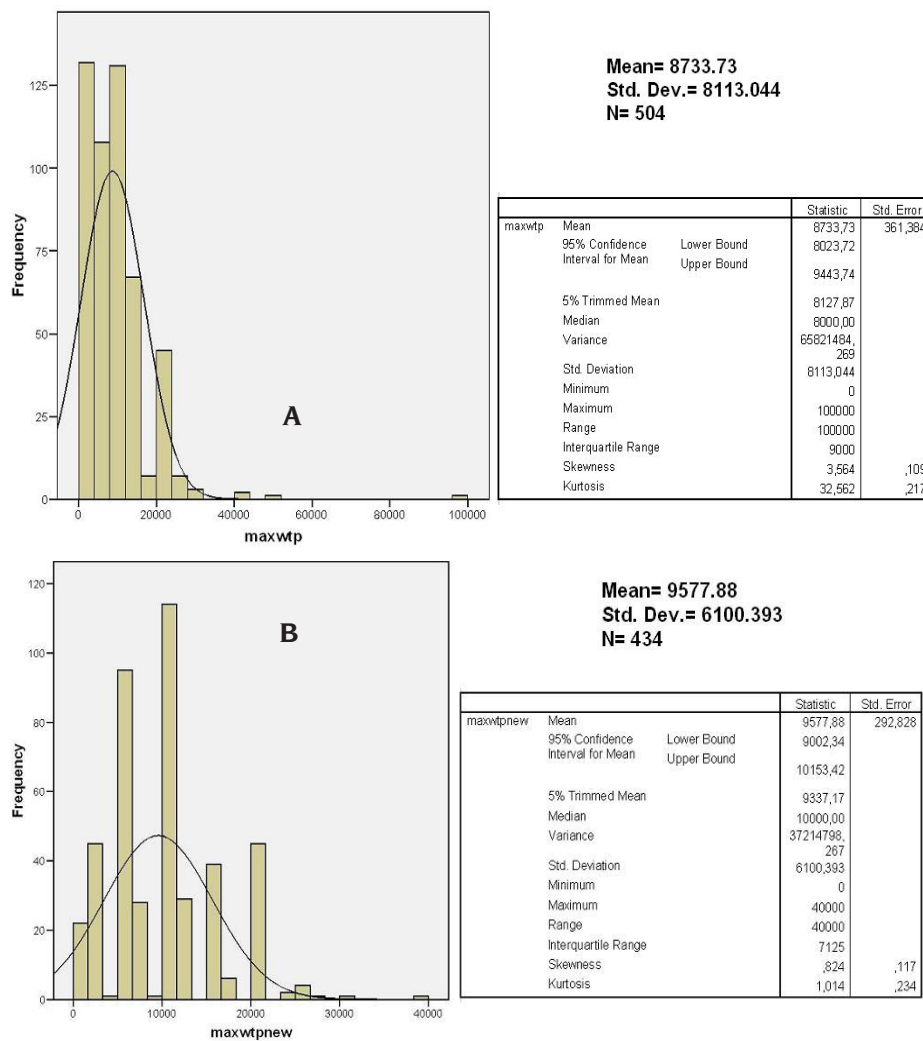 Mean= 8733.73
Std. Dev.= 8113.044
N= 504
125
100
75
50
25
0
Frequency
A
0 20000 40000 60000 80000 100000
maxwtp
Statistic Std. Error
maxwtp Mean 8733,73 361,384
95% Confidence Lower Bound 8023,72
Interval for Mean Upper Bound
9443,74
5% Trimmed Mean 8127,87
Median 8000,00
Variance 65821484,
269
Std. Deviation 8113,044
Minimum 0
Maximum 100000
Range 100000
Interquartile Range 9000
Skewness 3,564 ,109
Kurtosis 32,562 ,217
Mean= 9577.88
Std. Dev.= 6100.393
N= 434
120
100
80
60
40
20
0
Frequency
B
0 10000 20000 30000 40000
maxwtpnew
Statistic Std. Error
maxwtpnew Mean 9577,88 292,828
95% Confidence Lower Bound 9002,34
Interval for Mean Upper Bound
10153,42
5% Trimmed Mean 9337,17
Median 10000,00
Variance 37214798,
267
Std. Deviation 6100,393
Minimum 0
Maximum 40000
Range 40000
Interquartile Range 7125
Skewness ,824 ,117
Kurtosis 1,014 ,234